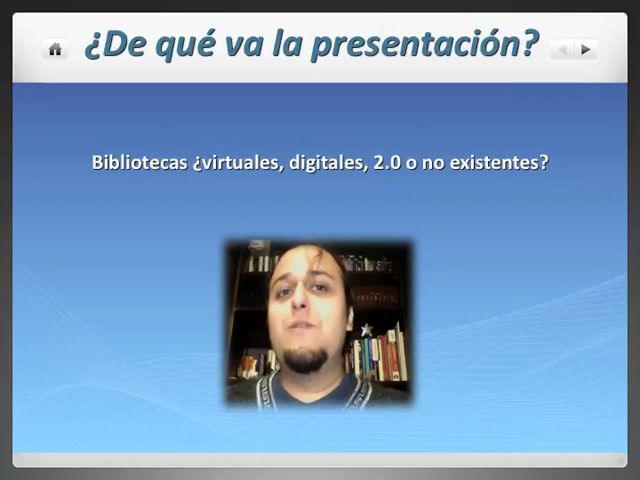 ¿De qué va la presentación?
Bibliotecas ¿virtuales, digitales, 2.0 o no existentes?